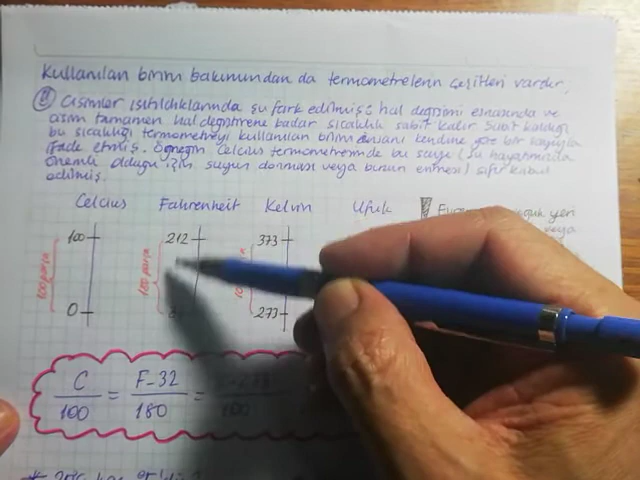 Kullanılan birim bakımından da termometrelerin çeşitleri vardır.
Cisimler ısıtıldıklarında şu fark edilmiş: hal değişimi esnasında ve
cisim tamamen hal değiştirene kadar sıcaklık sabit kalır. Sabit kaldığı
bu sıcaklığı termometreyi kullanılan birim kendine göre bir sayıyla
ifade etmiş. Örneğin Celcius termometresinde bu sayı (su hayatımızda
önemli olduğu için suyun donması veya buzun erimesi) sıfır kabul
edilmiş.
Celcius Fahrenheit Kelvin Ufuk
100 212 373
100 parça 180 parça
0 273
C/100 = F-32/180 =